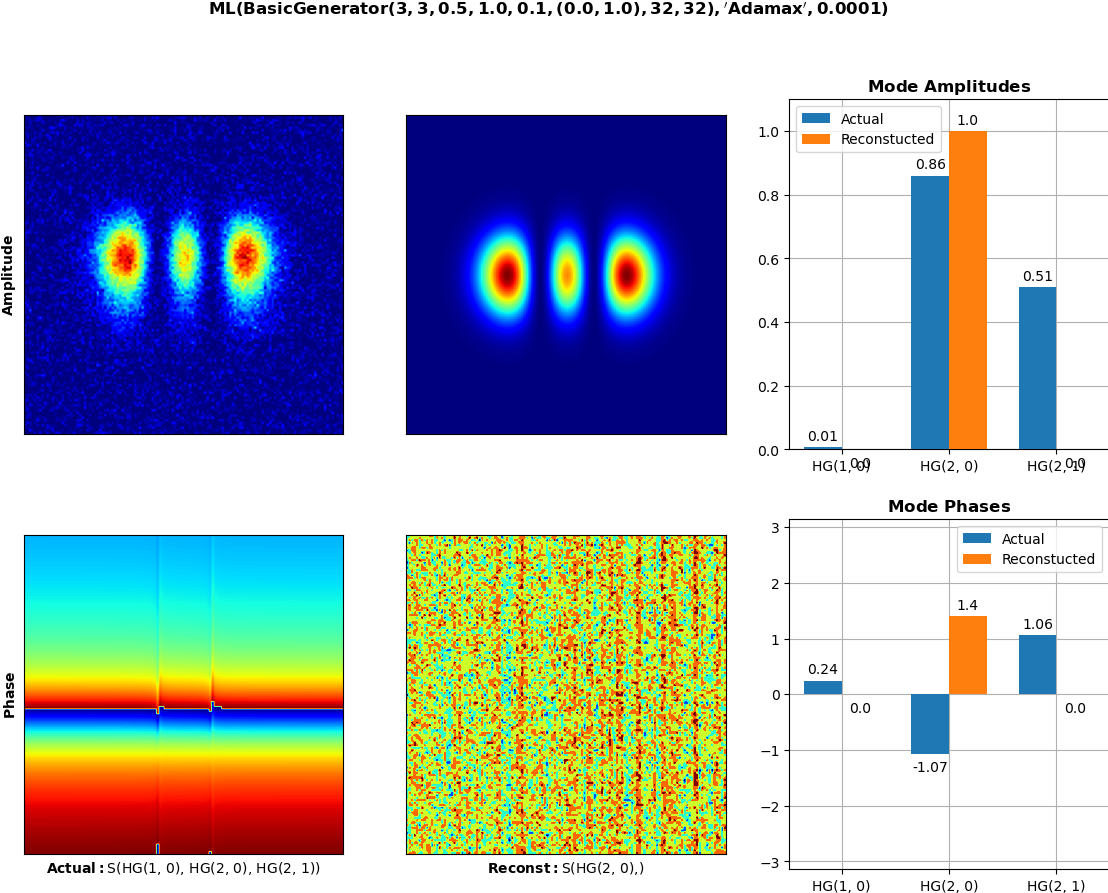 ML(BasicGenerator(3, 3, 0.5, 1.0, 0.1, (0.0, 1.0), 32, 32), 'Adamax', 0.0001)
Amplitude
Mode Amplitudes
Actual
Reconstucted
1.0
0.8
0.6
0.4
0.2
0.0
0.01
0.0
0.86
1.0
0.51
0.0
HG(1, 0)
HG(2, 0)
HG(2, 1)
Phase
Actual: S(HG(1, 0), HG(2, 0), HG(2, 1))
Reconst: S(HG(2, 0),)
Mode Phases
Actual
Reconstucted
3
2
1
0
−1
−2
−3
0.24
0.0
-1.07
1.4
1.06
0.0
HG(1, 0)
HG(2, 0)
HG(2, 1)